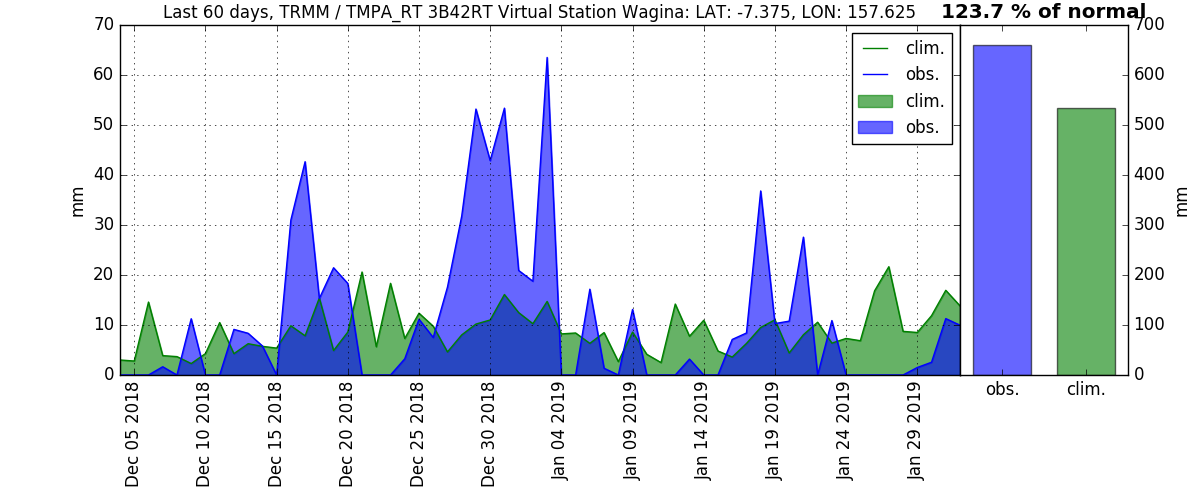 Last 60 days, TRMM / TMPA_RT 3B42RT Virtual Station Wagina: LAT: -7.375, LON: 157.625
123.7 % of normal
70
60
50
40
30
20
10
0
mm
clim.
obs.
clim.
obs.
700
600
500
400
300
200
100
0
mm
obs.
clim.
Dec 05 2018
Dec 10 2018
Dec 15 2018
Dec 20 2018
Dec 25 2018
Dec 30 2018
Jan 04 2019
Jan 09 2019
Jan 14 2019
Jan 19 2019
Jan 24 2019
Jan 29 2019